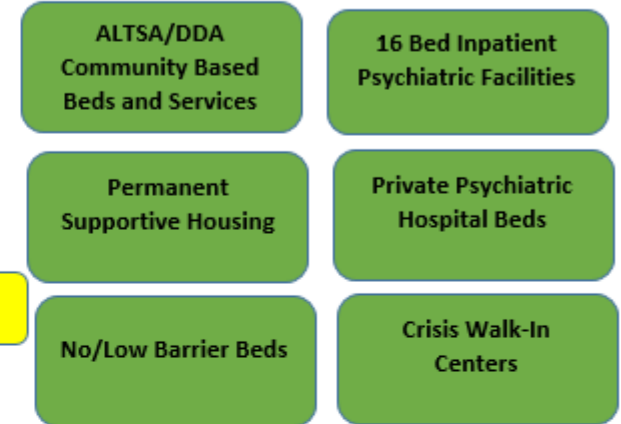 ALTSA/DDA
Community Based
Beds and Services
16 Bed Inpatient
Psychiatric Facilities
Permanent
Supportive Housing
Private Psychiatric
Hospital Beds
No/Low Barrier Beds
Crisis Walk-In
Centers